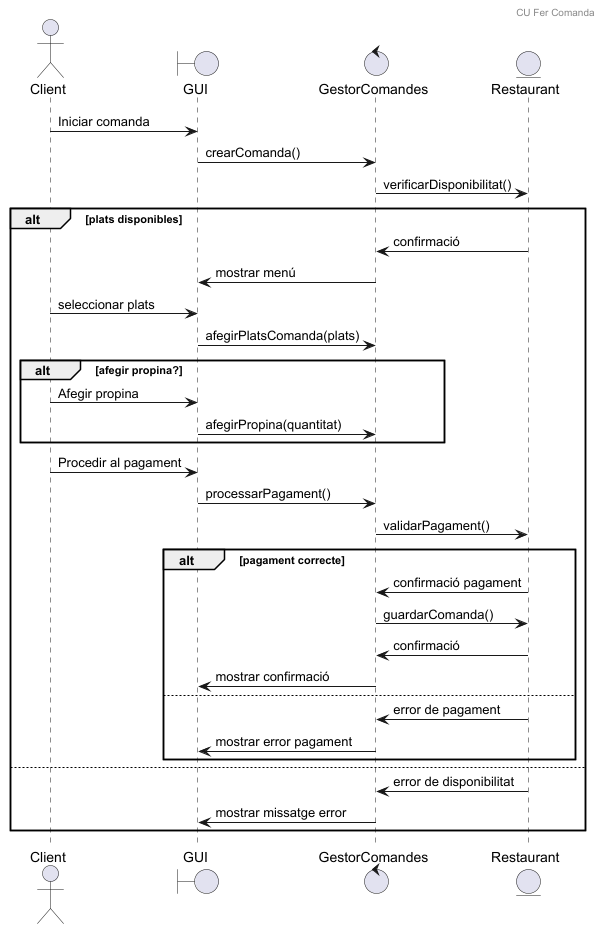 CU Fer Comanda
Client
GUI
GestorComandes
Restaurant
Iniciar comanda
crearComanda()
verificarDisponibilitat()
alt [plats disponibles]
confirmació
mostrar menú
seleccionar plats
afegirPlatsComanda(plats)
alt [afegir propina?]
Afegir propina
afegirPropina(quantitat)
Procedir al pagament
processarPagament()
validarPagament()
alt [pagament correcte]
confirmació pagament
guardarComanda()
confirmació
mostrar confirmació
error de pagament
mostrar error pagament
error de disponibilitat
mostrar missatge error
Client
GUI
GestorComandes
Restaurant